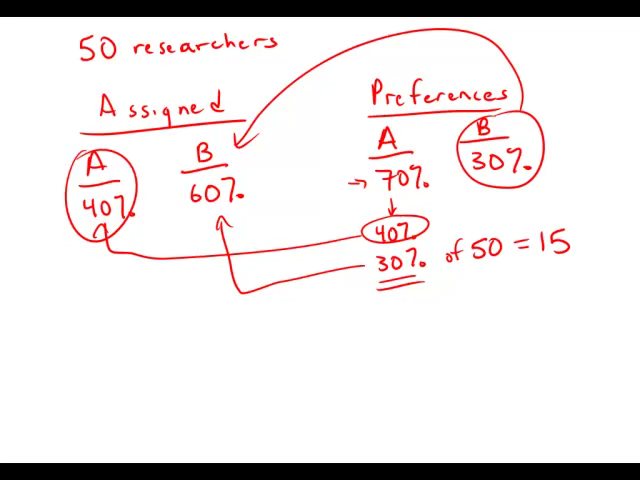 50 researchers
Assigned
Preferences
A
B
A
B
40%
60%
70%
30%
40%
30% of 50 = 15